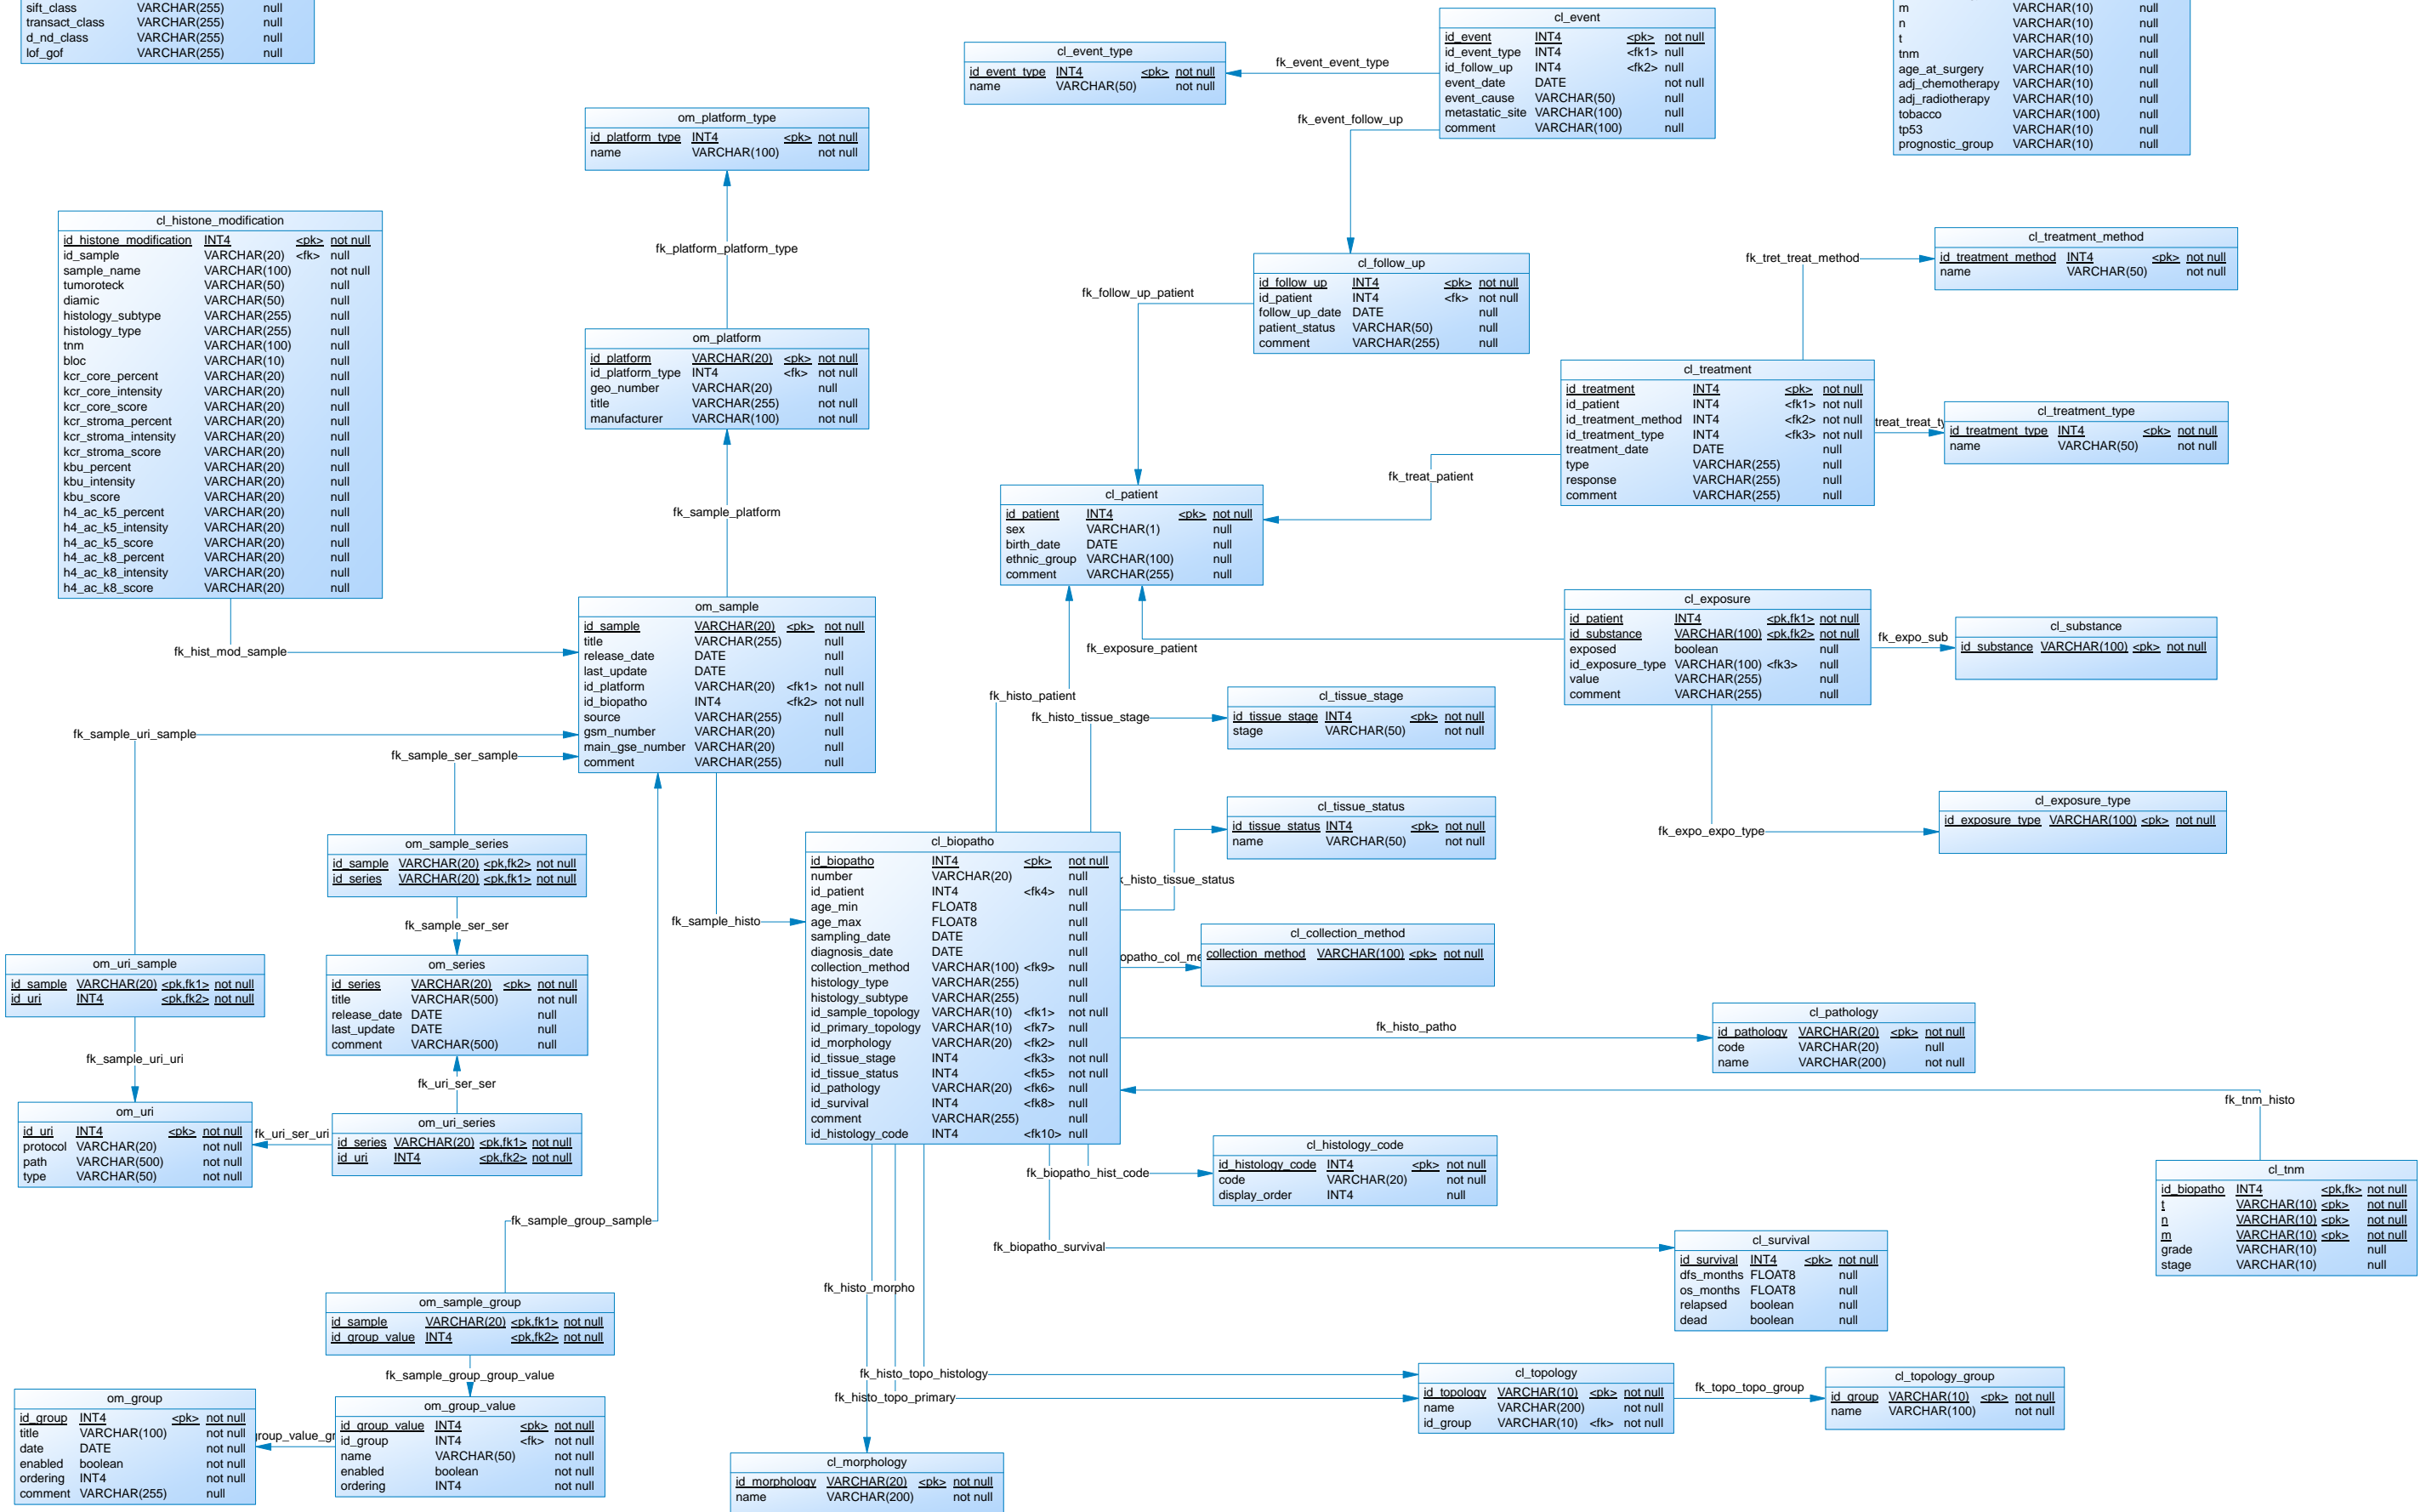 sift_class VARCHAR(255) null
transact_class VARCHAR(255) null
d_nd_class VARCHAR(255) null
lof_gof VARCHAR(255) null
cl_event_type
id_event_type INT4 <pk> not null
name VARCHAR(50) not null
fk_event_event_type
cl_event
id_event INT4 <pk> not null
id_event_type INT4 <fk1> null
id_follow_up INT4 <fk2> null
event_date DATE not null
event_cause VARCHAR(50) null
metastatic_site VARCHAR(100) null
comment VARCHAR(100) null
fk_event_follow_up
m VARCHAR(10) null
n VARCHAR(10) null
t VARCHAR(10) null
tnm VARCHAR(50) null
age_at_surgery VARCHAR(10) null
adj_chemotherapy VARCHAR(10) null
adj_radiotherapy VARCHAR(10) null
tobacco VARCHAR(100) null
tp53 VARCHAR(10) null
prognostic_group VARCHAR(10) null
om_platform_type
id_platform_type INT4 <pk> not null
name VARCHAR(100) not null
fk_platform_platform_type
cl_histone_modification
id_histone_modification INT4 <pk> not null
id_sample VARCHAR(20) <fk> null
sample_name VARCHAR(100) not null
tumoroteck VARCHAR(50) null
diamic VARCHAR(50) null
histology_subtype VARCHAR(255) null
histology_type VARCHAR(255) null
tnm VARCHAR(100) null
bloc VARCHAR(10) null
kcr_core_percent VARCHAR(20) null
kcr_core_intensity VARCHAR(20) null
kcr_core_score VARCHAR(20) null
kcr_stroma_percent VARCHAR(20) null
kcr_stroma_intensity VARCHAR(20) null
kcr_stroma_score VARCHAR(20) null
kbu_percent VARCHAR(20) null
kbu_intensity VARCHAR(20) null
kbu_score VARCHAR(20) null
h4_ac_k5_percent VARCHAR(20) null
h4_ac_k5_intensity VARCHAR(20) null
h4_ac_k5_score VARCHAR(20) null
h4_ac_k8_percent VARCHAR(20) null
h4_ac_k8_intensity VARCHAR(20) null
h4_ac_k8_score VARCHAR(20) null
fk_hist_mod_sample
om_platform
id_platform VARCHAR(20) <pk> not null
id_platform_type INT4 <fk> not null
geo_number VARCHAR(20) null
title VARCHAR(255) not null
manufacturer VARCHAR(100) not null
fk_sample_platform
cl_follow_up
id_follow_up INT4 <pk> not null
id_patient INT4 <fk> not null
follow_up_date DATE null
patient_status VARCHAR(50) null
comment VARCHAR(255) null
fk_follow_up_patient
fk_tret_treat_method
cl_treatment_method
id_treatment_method INT4 <pk> not null
name VARCHAR(50) not null
cl_treatment
id_treatment INT4 <pk> not null
id_patient INT4 <fk1> not null
id_treatment_method INT4 <fk2> not null
id_treatment_type INT4 <fk3> not null
treatment_date DATE null
type VARCHAR(255) null
response VARCHAR(255) null
comment VARCHAR(255) null
treat_treat_ty
cl_treatment_type
id_treatment_type INT4 <pk> not null
name VARCHAR(50) not null
fk_treat_patient
cl_patient
id_patient INT4 <pk> not null
sex VARCHAR(1) null
birth_date DATE null
ethnic_group VARCHAR(100) null
comment VARCHAR(255) null
om_sample
id_sample VARCHAR(20) <pk> not null
title VARCHAR(255) null
release_date DATE null
last_update DATE null
id_platform VARCHAR(20) <fk1> not null
id_biopatho INT4 <fk2> not null
source VARCHAR(255) null
gsm_number VARCHAR(20) null
main_gse_number VARCHAR(20) null
comment VARCHAR(255) null
fk_exposure_patient
cl_exposure
id_patient INT4 <pk,fk1> not null
id_substance VARCHAR(100) <pk,fk2> not null
exposed boolean null
id_exposure_type VARCHAR(100) <fk3> null
value VARCHAR(255) null
comment VARCHAR(255) null
fk_expo_sub
cl_substance
id_substance VARCHAR(100) <pk> not null
fk_histo_patient
fk_histo_tissue_stage
cl_tissue_stage
id_tissue_stage INT4 <pk> not null
stage VARCHAR(50) not null
fk_sample_uri_sample
fk_sample_ser_sample
cl_tissue_status
id_tissue_status INT4 <pk> not null
name VARCHAR(50) not null
fk_expo_expo_type
cl_exposure_type
id_exposure_type VARCHAR(100) <pk> not null
om_sample_series
id_sample VARCHAR(20) <pk,fk2> not null
id_series VARCHAR(20) <pk,fk1> not null
fk_sample_ser_ser
fk_sample_histo
cl_biopatho
id_biopatho INT4 <pk> not null
number VARCHAR(20) null
id_patient INT4 <fk4> null
age_min FLOAT8 null
age_max FLOAT8 null
sampling_date DATE null
diagnosis_date DATE null
collection_method VARCHAR(100) <fk9> null
histology_type VARCHAR(255) null
histology_subtype VARCHAR(255) null
id_sample_topology VARCHAR(10) <fk1> not null
id_primary_topology VARCHAR(10) <fk7> null
id_morphology VARCHAR(20) <fk2> null
id_tissue_stage INT4 <fk3> not null
id_tissue_status INT4 <fk5> not null
id_pathology VARCHAR(20) <fk6> null
id_survival INT4 <fk8> null
comment VARCHAR(255) null
id_histology_code INT4 <fk10> null
k_histo_tissue_status
opatho_col_me
cl_collection_method
collection_method VARCHAR(100) <pk> not null
om_uri_sample
id_sample VARCHAR(20) <pk,fk1> not null
id_uri INT4 <pk,fk2> not null
fk_sample_uri_uri
om_series
id_series VARCHAR(20) <pk> not null
title VARCHAR(500) not null
release_date DATE null
last_update DATE null
comment VARCHAR(500) null
fk_uri_ser_ser
fk_histo_patho
cl_pathology
id_pathology VARCHAR(20) <pk> not null
code VARCHAR(20) null
name VARCHAR(200) not null
fk_tnm_histo
om_uri
id_uri INT4 <pk> not null
protocol VARCHAR(20) not null
path VARCHAR(500) not null
type VARCHAR(50) not null
fk_uri_ser_uri
om_uri_series
id_series VARCHAR(20) <pk,fk1> not null
id_uri INT4 <pk,fk2> not null
fk_biopatho_hist_code
cl_histology_code
id_histology_code INT4 <pk> not null
code VARCHAR(20) not null
display_order INT4 null
cl_tnm
id_biopatho INT4 <pk,fk> not null
t VARCHAR(10) <pk> not null
n VARCHAR(10) <pk> not null
m VARCHAR(10) <pk> not null
grade VARCHAR(10) null
stage VARCHAR(10) null
fk_sample_group_sample
fk_biopatho_survival
cl_survival
id_survival INT4 <pk> not null
dfs_months FLOAT8 null
os_months FLOAT8 null
relapsed boolean null
dead boolean null
fk_histo_morpho
om_sample_group
id_sample VARCHAR(20) <pk,fk1> not null
id_group_value INT4 <pk,fk2> not null
fk_sample_group_group_value
fk_histo_topo_histology
fk_histo_topo_primary
cl_topology
id_topology VARCHAR(10) <pk> not null
name VARCHAR(200) not null
id_group VARCHAR(10) <fk> not null
fk_topo_topo_group
cl_topology_group
id_group VARCHAR(10) <pk> not null
name VARCHAR(100) not null
om_group
id_group INT4 <pk> not null
title VARCHAR(100) not null
date DATE not null
enabled boolean not null
ordering INT4 not null
comment VARCHAR(255) null
group_value_gr
om_group_value
id_group_value INT4 <pk> not null
id_group INT4 <fk> not null
name VARCHAR(50) not null
enabled boolean not null
ordering INT4 not null
cl_morphology
id_morphology VARCHAR(20) <pk> not null
name VARCHAR(200) not null